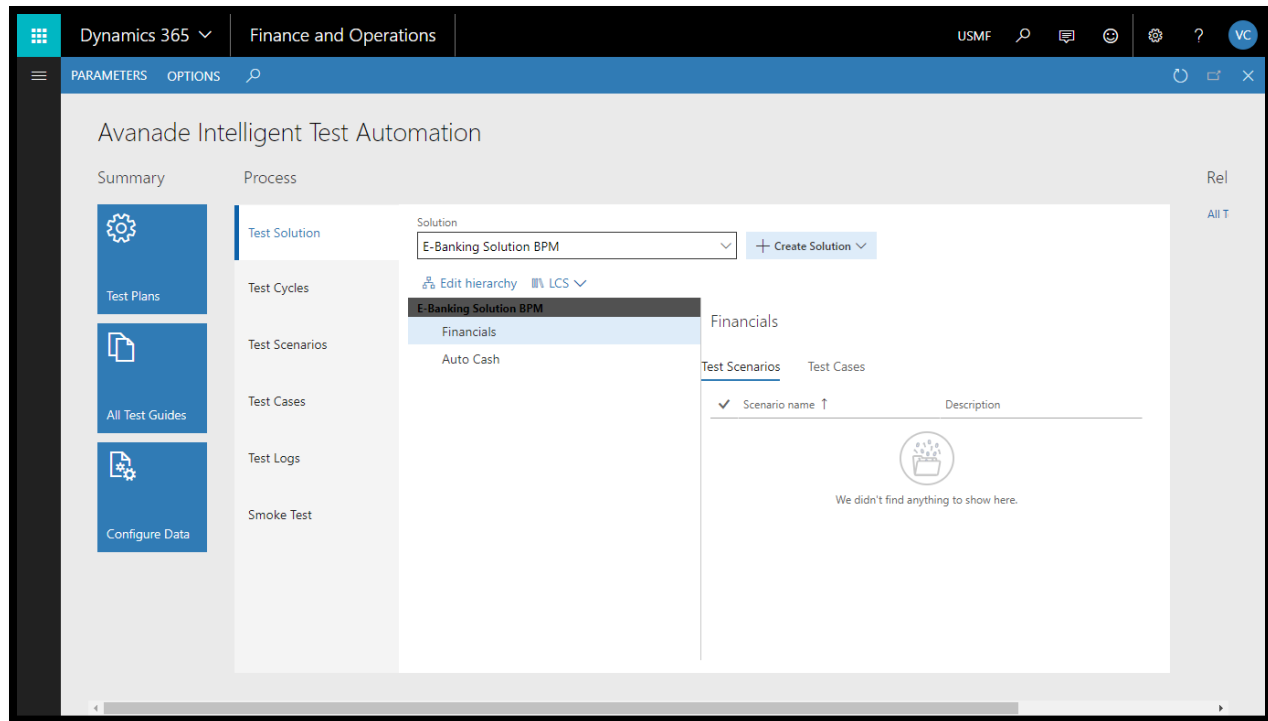 Dynamics 365 Finance and Operations USMF ? VC
PARAMETERS OPTIONS
Avanade Intelligent Test Automation
Summary Process Rel
Test Plans
All Test Guides
Configure Data
Test Solution
Test Cycles
Test Scenarios
Test Cases
Test Logs
Smoke Test
Solution
E-Banking Solution BPM
+ Create Solution
Edit hierarchy LCS
E-Banking Solution BPM
Financials
Auto Cash
Financials
Test Scenarios Test Cases
Scenario name ↑ Description
We didn't find anything to show here.
All T